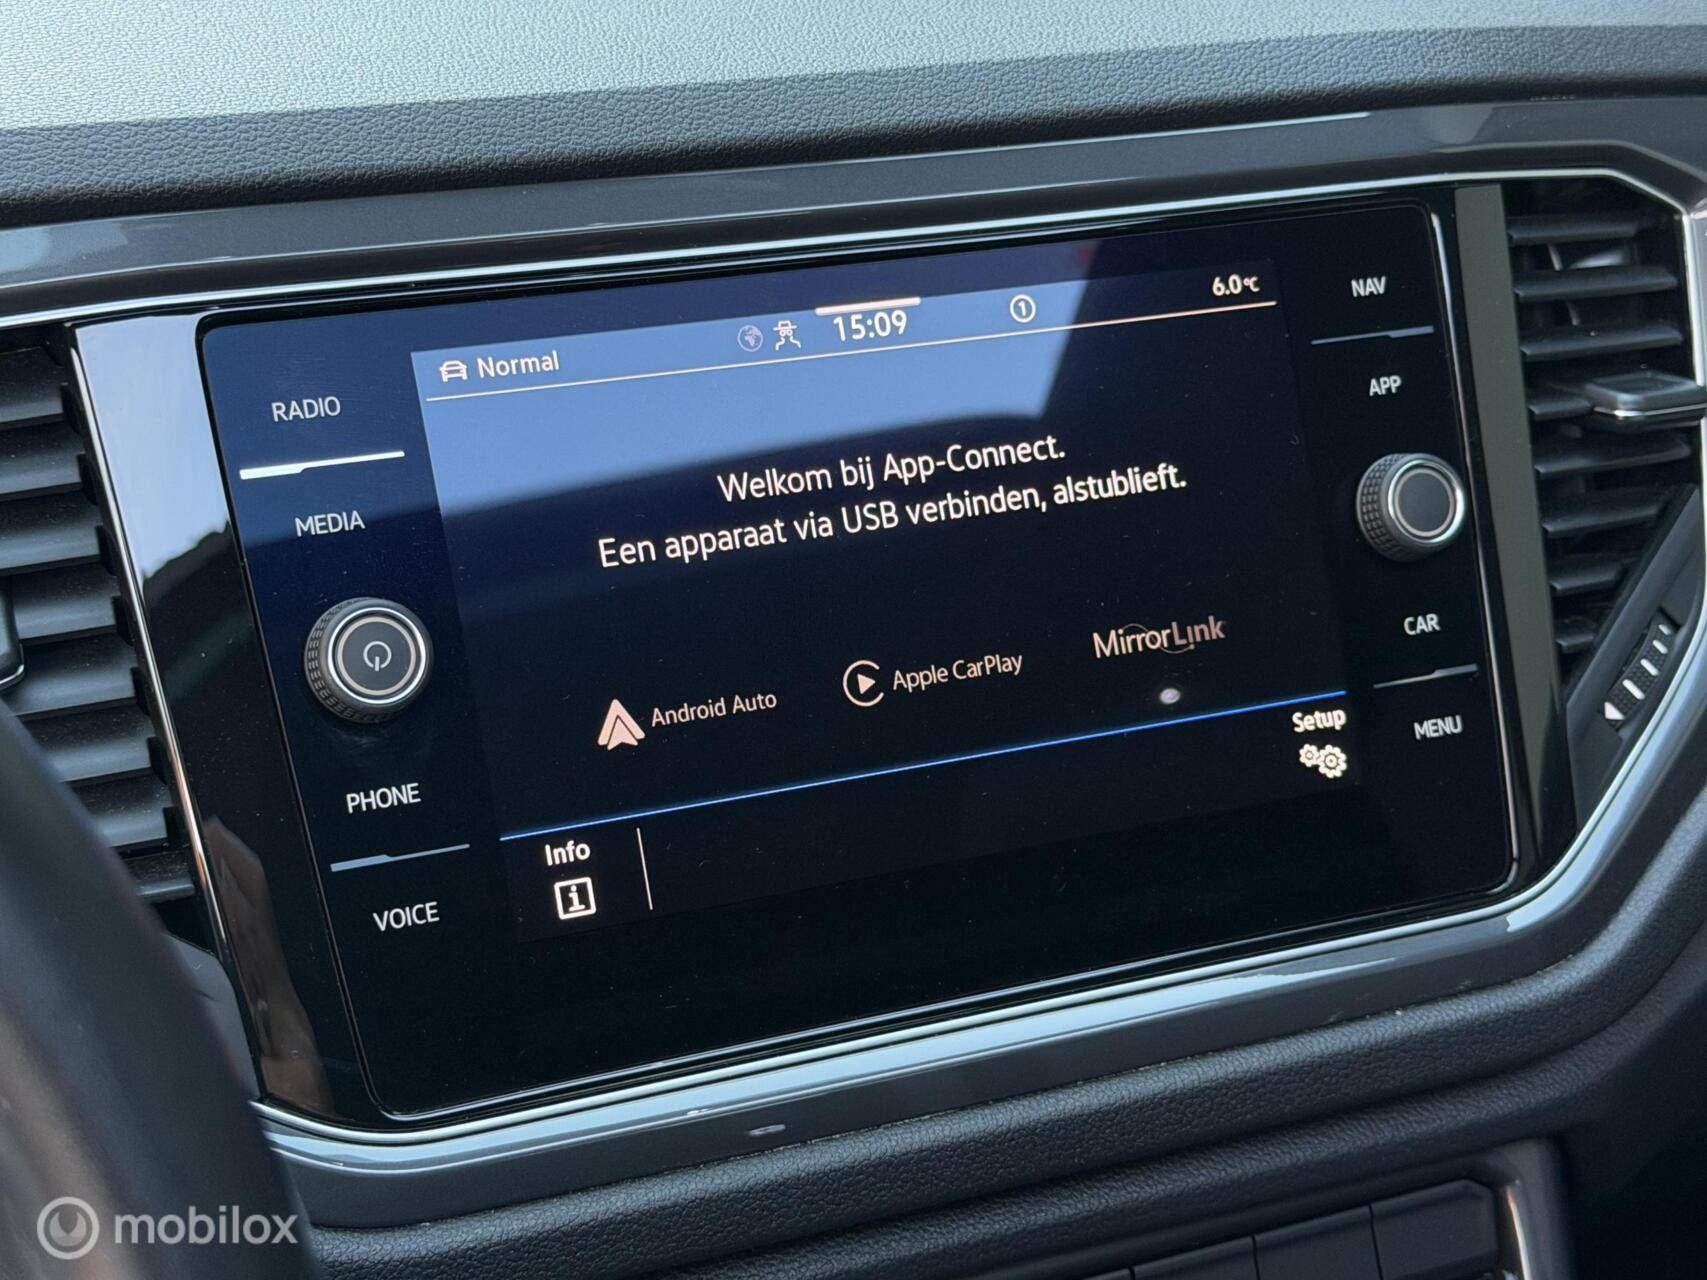 Normal
15:09
1
6.0°C
NAV
RADIO
APP
Welkom bij App-Connect.
Een apparaat via USB verbinden, alstublieft.
MEDIA
Android Auto
Apple CarPlay
MirrorLink
CAR
Setup
MENU
PHONE
Info
i
VOICE
mobilox